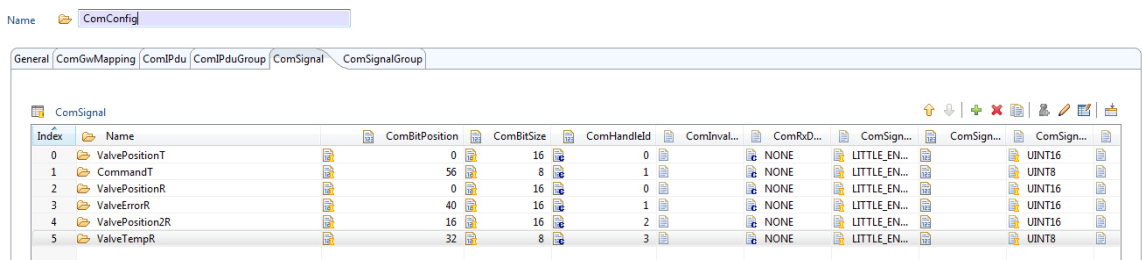 Name ComConfig
General ComGwMapping ComIPdu ComIPduGroup ComSignal ComSignalGroup
ComSignal
Index Name ComBitPosition ComBitSize ComHandleId ComInval... ComRxD... ComSign... ComSign... ComSign...
0 ValvePositionT 0 16 0 NONE LITTLE_EN... UINT16
1 CommandT 56 8 1 NONE LITTLE_EN... UINT8
2 ValvePositionR 0 16 0 NONE LITTLE_EN... UINT16
3 ValveErrorR 40 16 1 NONE LITTLE_EN... UINT16
4 ValvePosition2R 16 16 2 NONE LITTLE_EN... UINT16
5 ValveTempR 32 8 3 NONE LITTLE_EN... UINT8